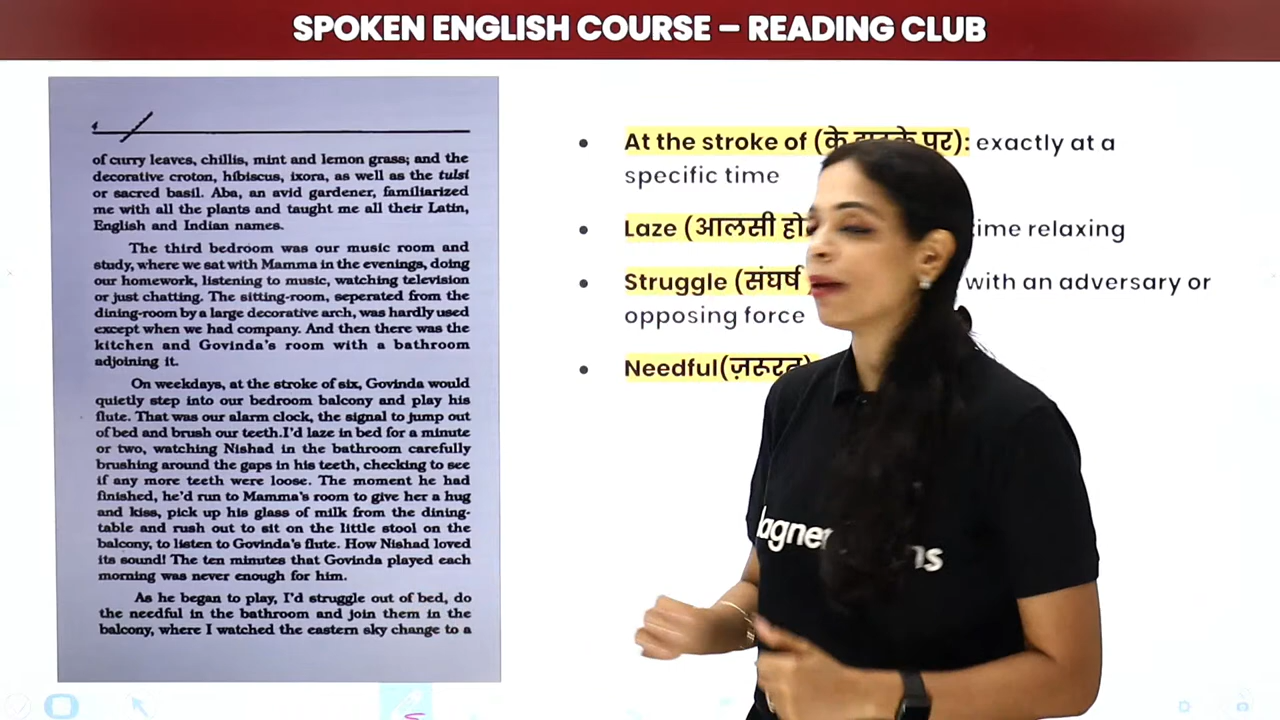 SPOKEN ENGLISH COURSE – READING CLUB
4
of curry leaves, chillis, mint and lemon grass; and the
decorative croton, hibiscus, ixora, as well as the tulsi
or sacred basil. Aba, an avid gardener, familiarized
me with all the plants and taught me all their Latin,
English and Indian names.
The third bedroom was our music room and
study, where we sat with Mamma in the evenings, doing
our homework, listening to music, watching television
or just chatting. The sitting-room, seperated from the
dining-room by a large decorative arch, was hardly used
except when we had company. And then there was the
kitchen and Govinda's room with a bathroom
adjoining it.
On weekdays, at the stroke of six, Govinda would
quietly step into our bedroom balcony and play his
flute. That was our alarm clock, the signal to jump out
of bed and brush our teeth.I'd laze in bed for a minute
or two, watching Nishad in the bathroom carefully
brushing around the gaps in his teeth, checking to see
if any more teeth were loose. The moment he had
finished, he'd run to Mamma's room to give her a hug
and kiss, pick up his glass of milk from the dining-
table and rush out to sit on the little stool on the
balcony, to listen to Govinda's flute. How Nishad loved
its sound! The ten minutes that Govinda played each
morning was never enough for him.
As he began to play, I'd struggle out of bed, do
the needful in the bathroom and join them in the
balcony, where I watched the eastern sky change to a
At the stroke of (के पर): exactly at a
specific time
Laze (आलसी time relaxing
Struggle (संघर्ष with an adversary or
opposing force
Needful(ज़रूरत)